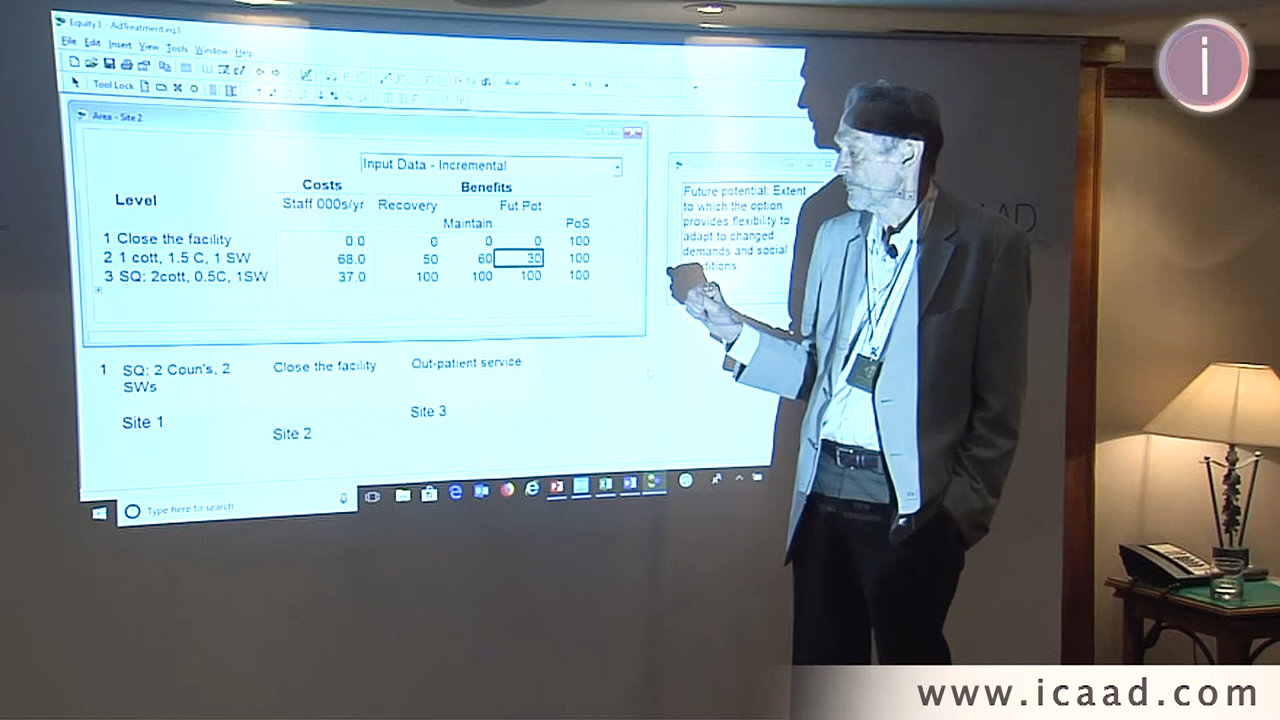 Equity3 - AdTreatment.eq3
File Edit Insert View Tools Window Help
Tool Lock
Arial
Area - Site 2
Input Data - Incremental
Costs Benefits
Level Staff 000s/yr Recovery Fut Pot
Maintain PoS
1 Close the facility 0.0 0 0 0 100
2 1 cott, 1.5 C, 1 SW 68.0 50 60 30 100
3 SQ: 2cott, 0.5C, 1SW 37.0 100 100 100 100
Future potential: Extent
to which the option
provides flexibility to
adapt to changed
demands and social
1 SQ: 2 Coun's, 2
SWs
Close the facility
Out-patient service
Site 1
Site 2
Site 3
Type here to search
AAD
i
www.icaad.com